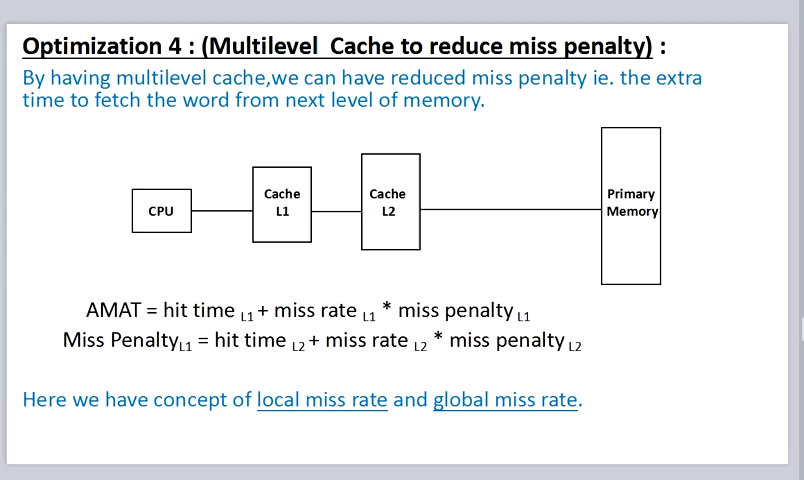 Optimization 4 : (Multilevel  Cache to reduce miss penalty) :
By having multilevel cache,we can have reduced miss penalty ie. the extra
time to fetch the word from next level of memory.
CPU
Cache
L1
Cache
L2
Primary
Memory
AMAT = hit time L1 + miss rate L1 * miss penalty L1
Miss PenaltyL1 = hit time L2 + miss rate L2 * miss penalty L2
Here we have concept of local miss rate and global miss rate.